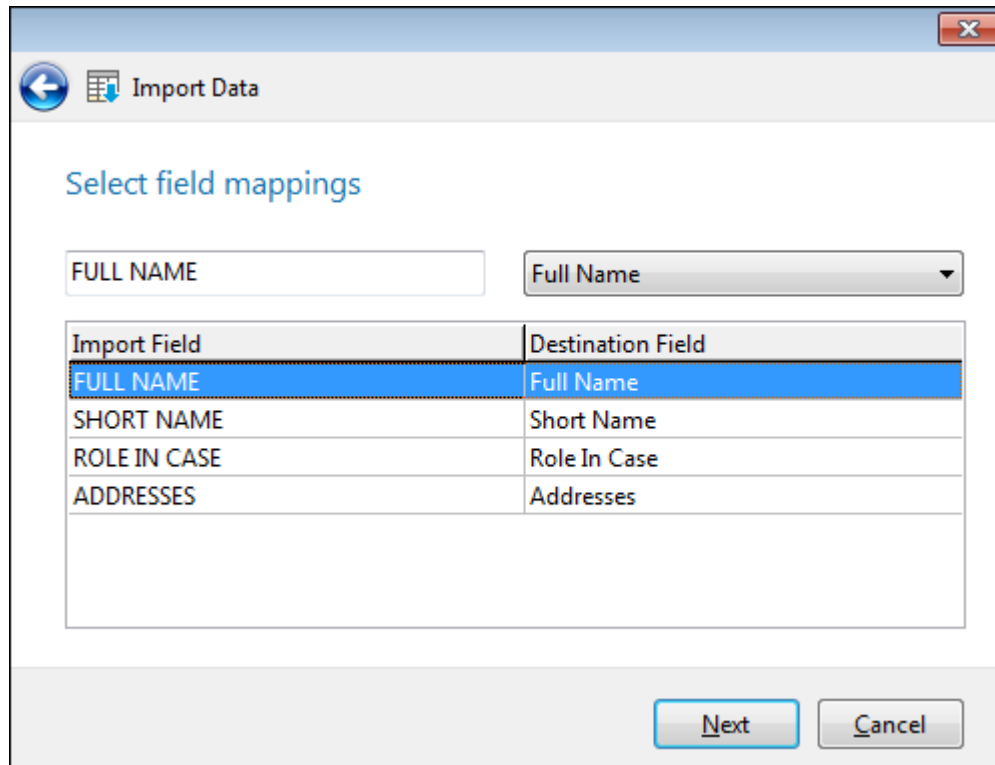 Import Data
Select field mappings
FULL NAME Full Name
Import Field Destination Field
FULL NAME Full Name
SHORT NAME Short Name
ROLE IN CASE Role In Case
ADDRESSES Addresses
Next Cancel